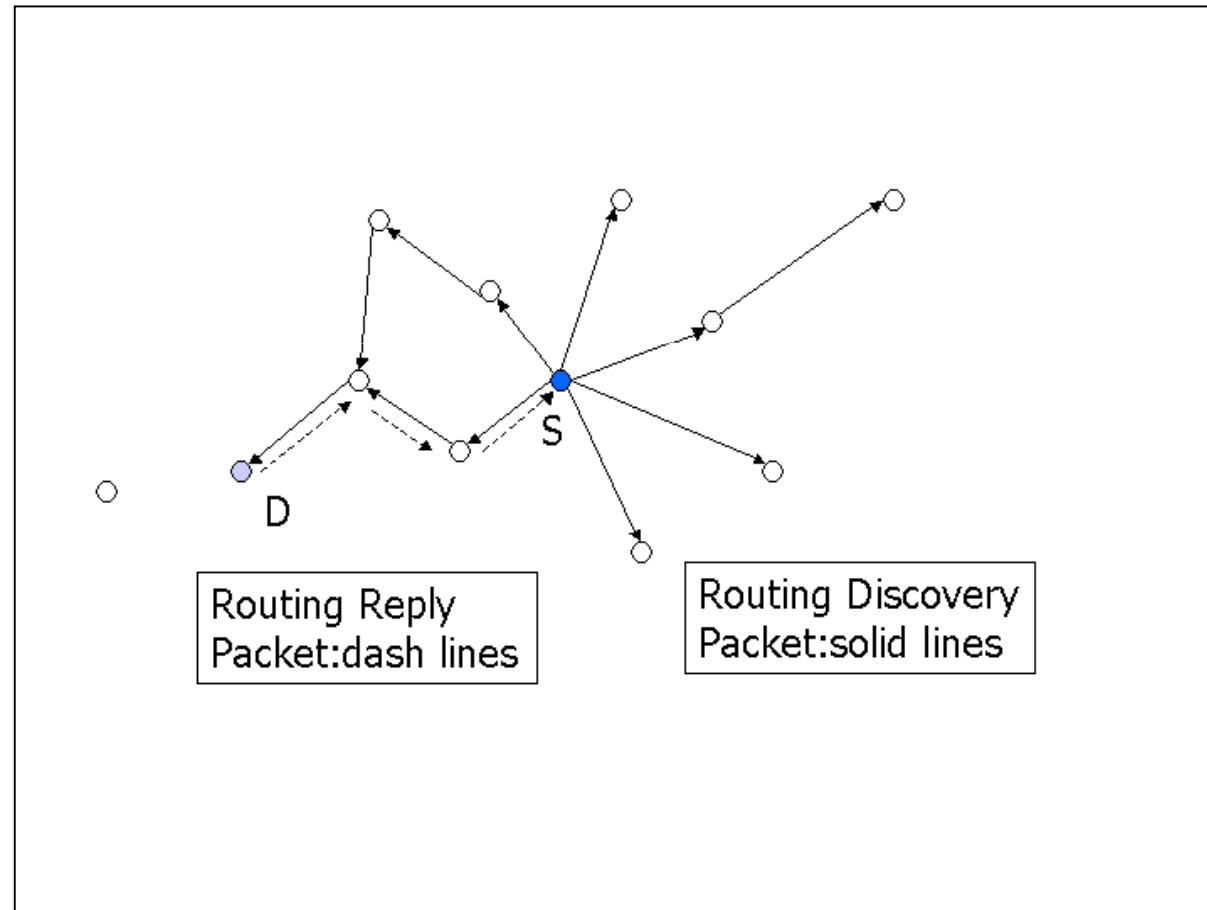 S
D
Routing Reply
Packet:dash lines
Routing Discovery
Packet:solid lines